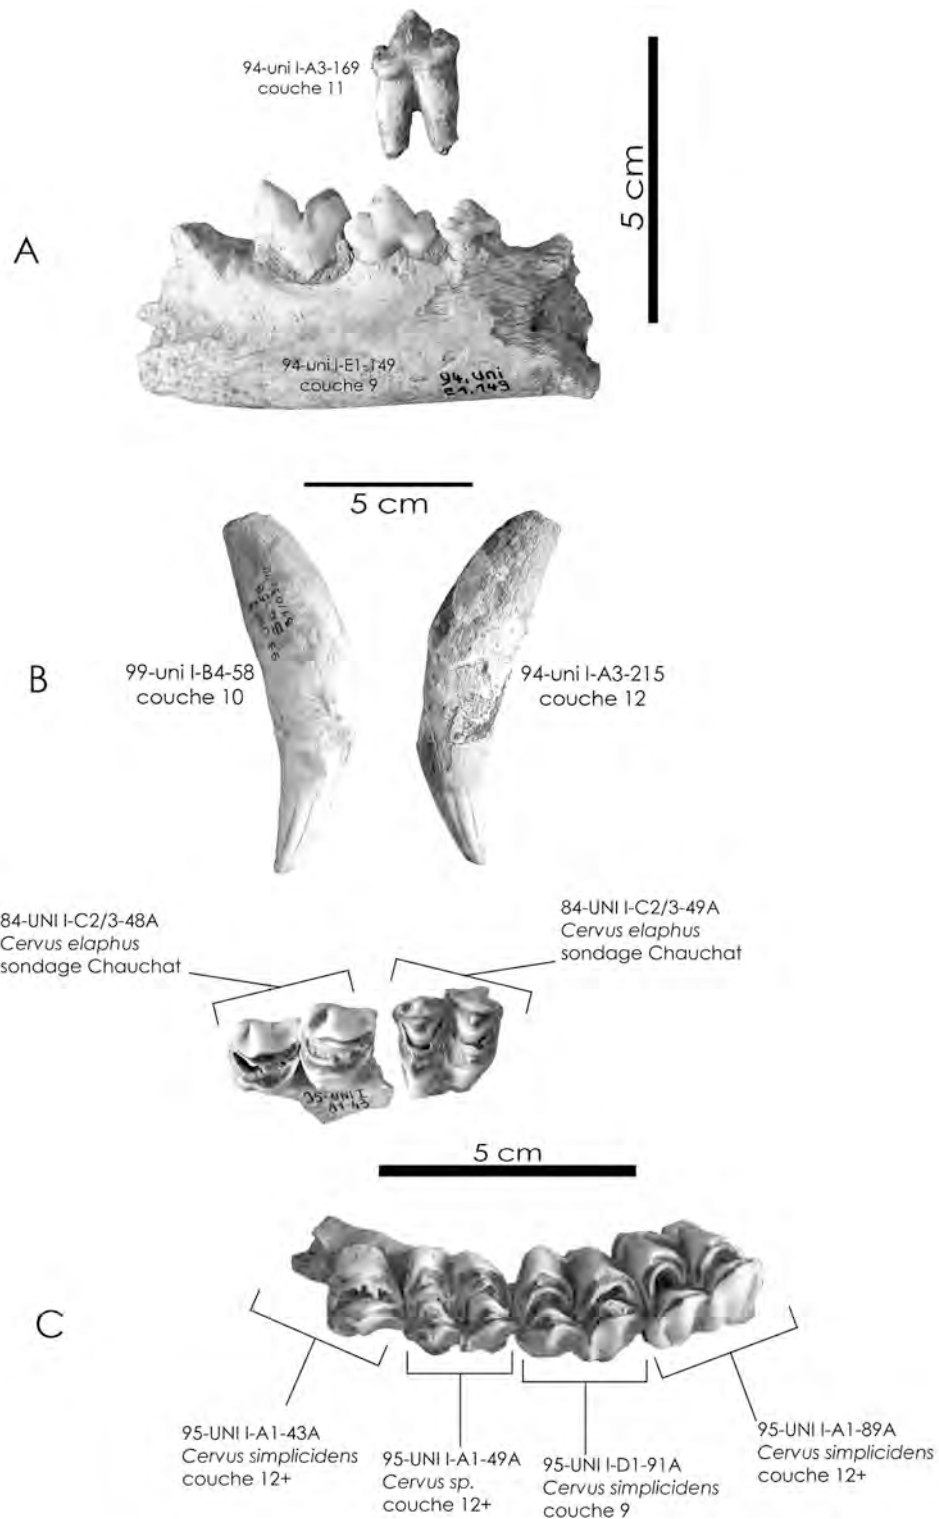 94-uni I-A3-169
couche 11
5 cm
A
94-uni I-E1-149
couche 9
94. uni
e1.149
5 cm
B
99-uni I-B4-58
couche 10
94-uni I-A3-215
couche 12
84-UNI I-C2/3-48A
Cervus elaphus
sondage Chauchat
84-UNI I-C2/3-49A
Cervus elaphus
sondage Chauchat
95-UNI I
A1-43
5 cm
C
95-UNI I-A1-43A
Cervus simplicidens
couche 12+
95-UNI I-A1-49A
Cervus sp.
couche 12+
95-UNI I-D1-91A
Cervus simplicidens
couche 9
95-UNI I-A1-89A
Cervus simplicidens
couche 12+